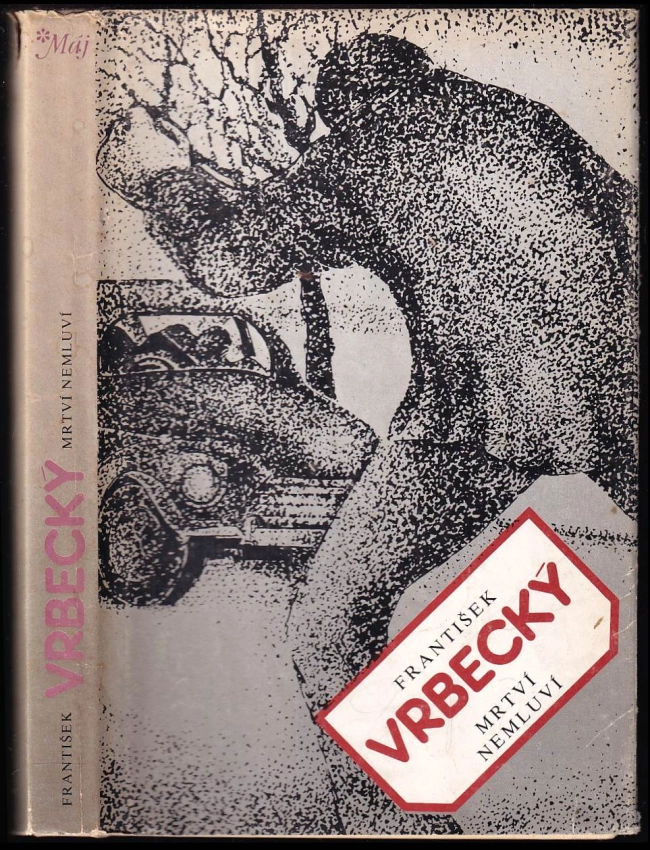 *Máj
FRANTIŠEK VRBECKÝ MRTVÍ NEMLUVÍ
FRANTIŠEK
VRBECKÝ
MRTVÍ
NEMLUVÍ